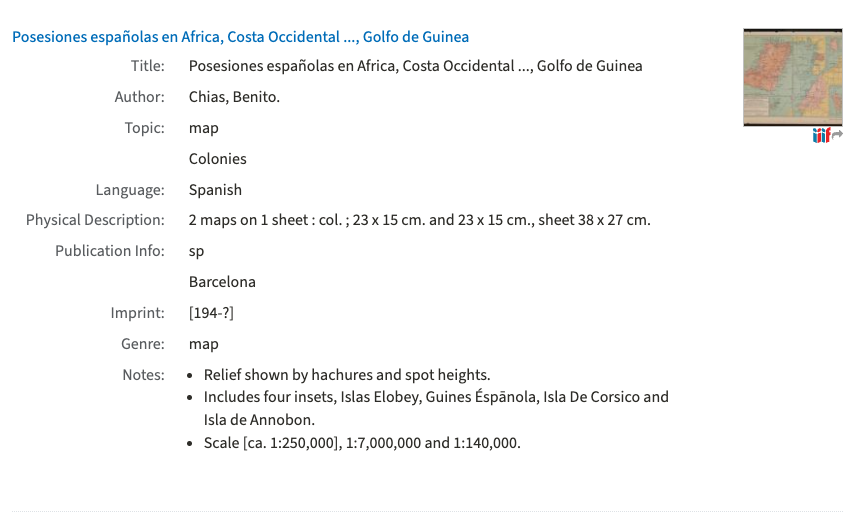 Posesiones españolas en Africa, Costa Occidental ..., Golfo de Guinea
Title: Posesiones españolas en Africa, Costa Occidental ..., Golfo de Guinea
Author: Chias, Benito.
Topic: map
Colonies
Language: Spanish
Physical Description: 2 maps on 1 sheet : col. ; 23 x 15 cm. and 23 x 15 cm., sheet 38 x 27 cm.
Publication Info: sp
Barcelona
Imprint: [194-?]
Genre: map
Notes: • Relief shown by hachures and spot heights.
• Includes four insets, Islas Elobey, Guines Éspānola, Isla De Corsico and
Isla de Annobon.
• Scale [ca. 1:250,000], 1:7,000,000 and 1:140,000.
iiif